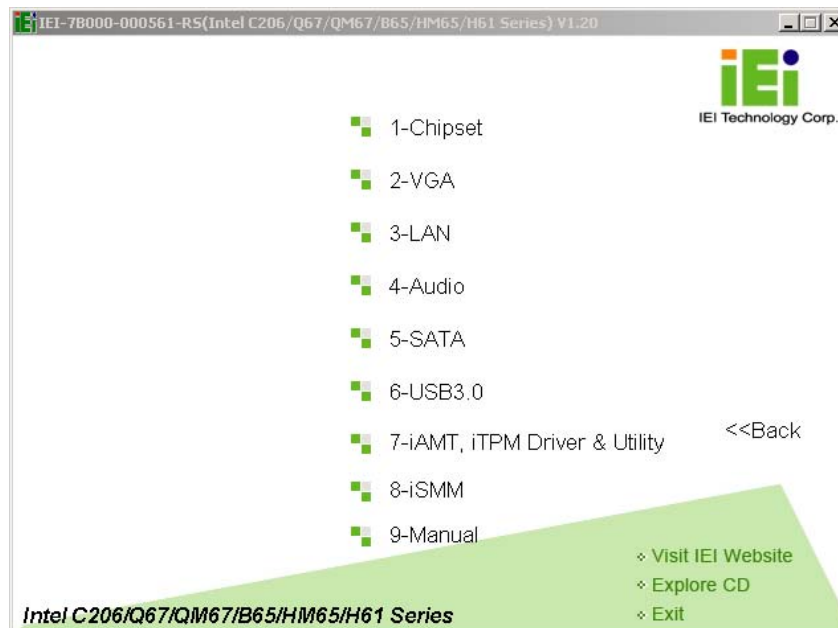 iEi IEI-7B000-000561-RS(Intel C206/Q67/QM67/B65/HM65/H61 Series) V1.20
iEi
IEI Technology Corp.
1-Chipset
2-VGA
3-LAN
4-Audio
5-SATA
6-USB3.0
7-iAMT, iTPM Driver & Utility
<<Back
8-iSMM
9-Manual
Visit IEI Website
Explore CD
Exit
Intel C206/Q67/QM67/B65/HM65/H61 Series